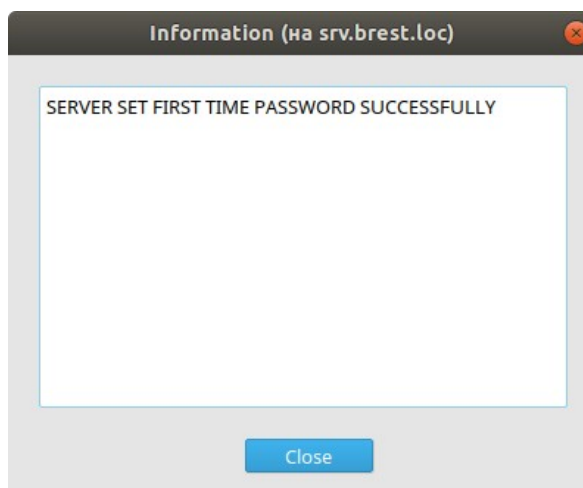 Information (на srv.brest.loc)
SERVER SET FIRST TIME PASSWORD SUCCESSFULLY
Close